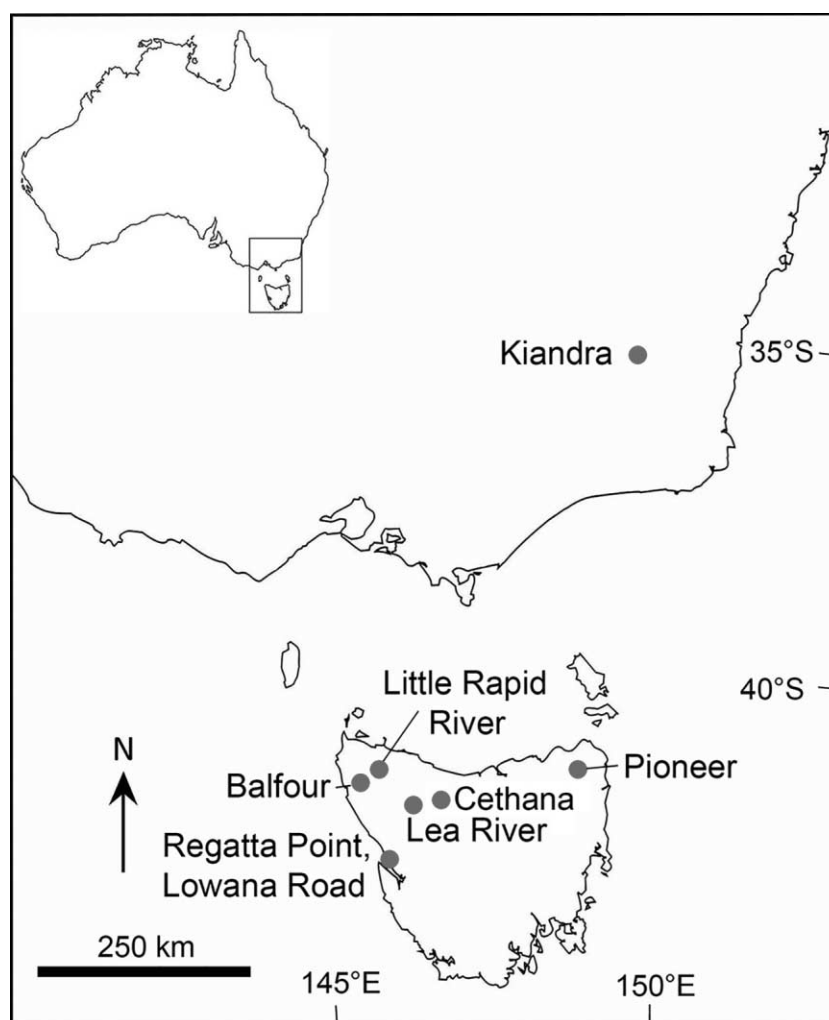 Kiandra
35°S
40°S
Little Rapid
River
Pioneer
Balfour
Cethana
Lea River
Regatta Point,
Lowana Road
N
250 km
145°E
150°E